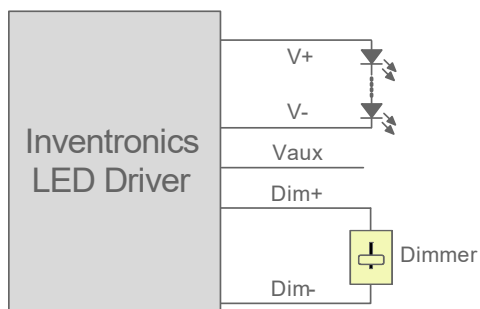 Inventronics
LED Driver
V+
V-
Vaux
Dim+
Dimmer
Dim-